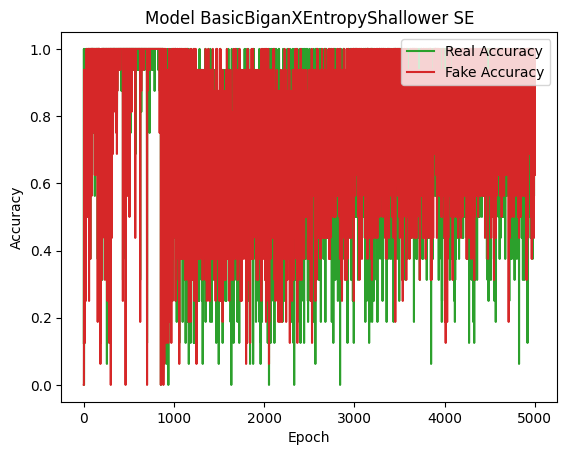 Model BasicBiganXEntropyShallower SE
Real Accuracy
Fake Accuracy
Accuracy
1.0
0.8
0.6
0.4
0.2
0.0
0 1000 2000 3000 4000 5000
Epoch